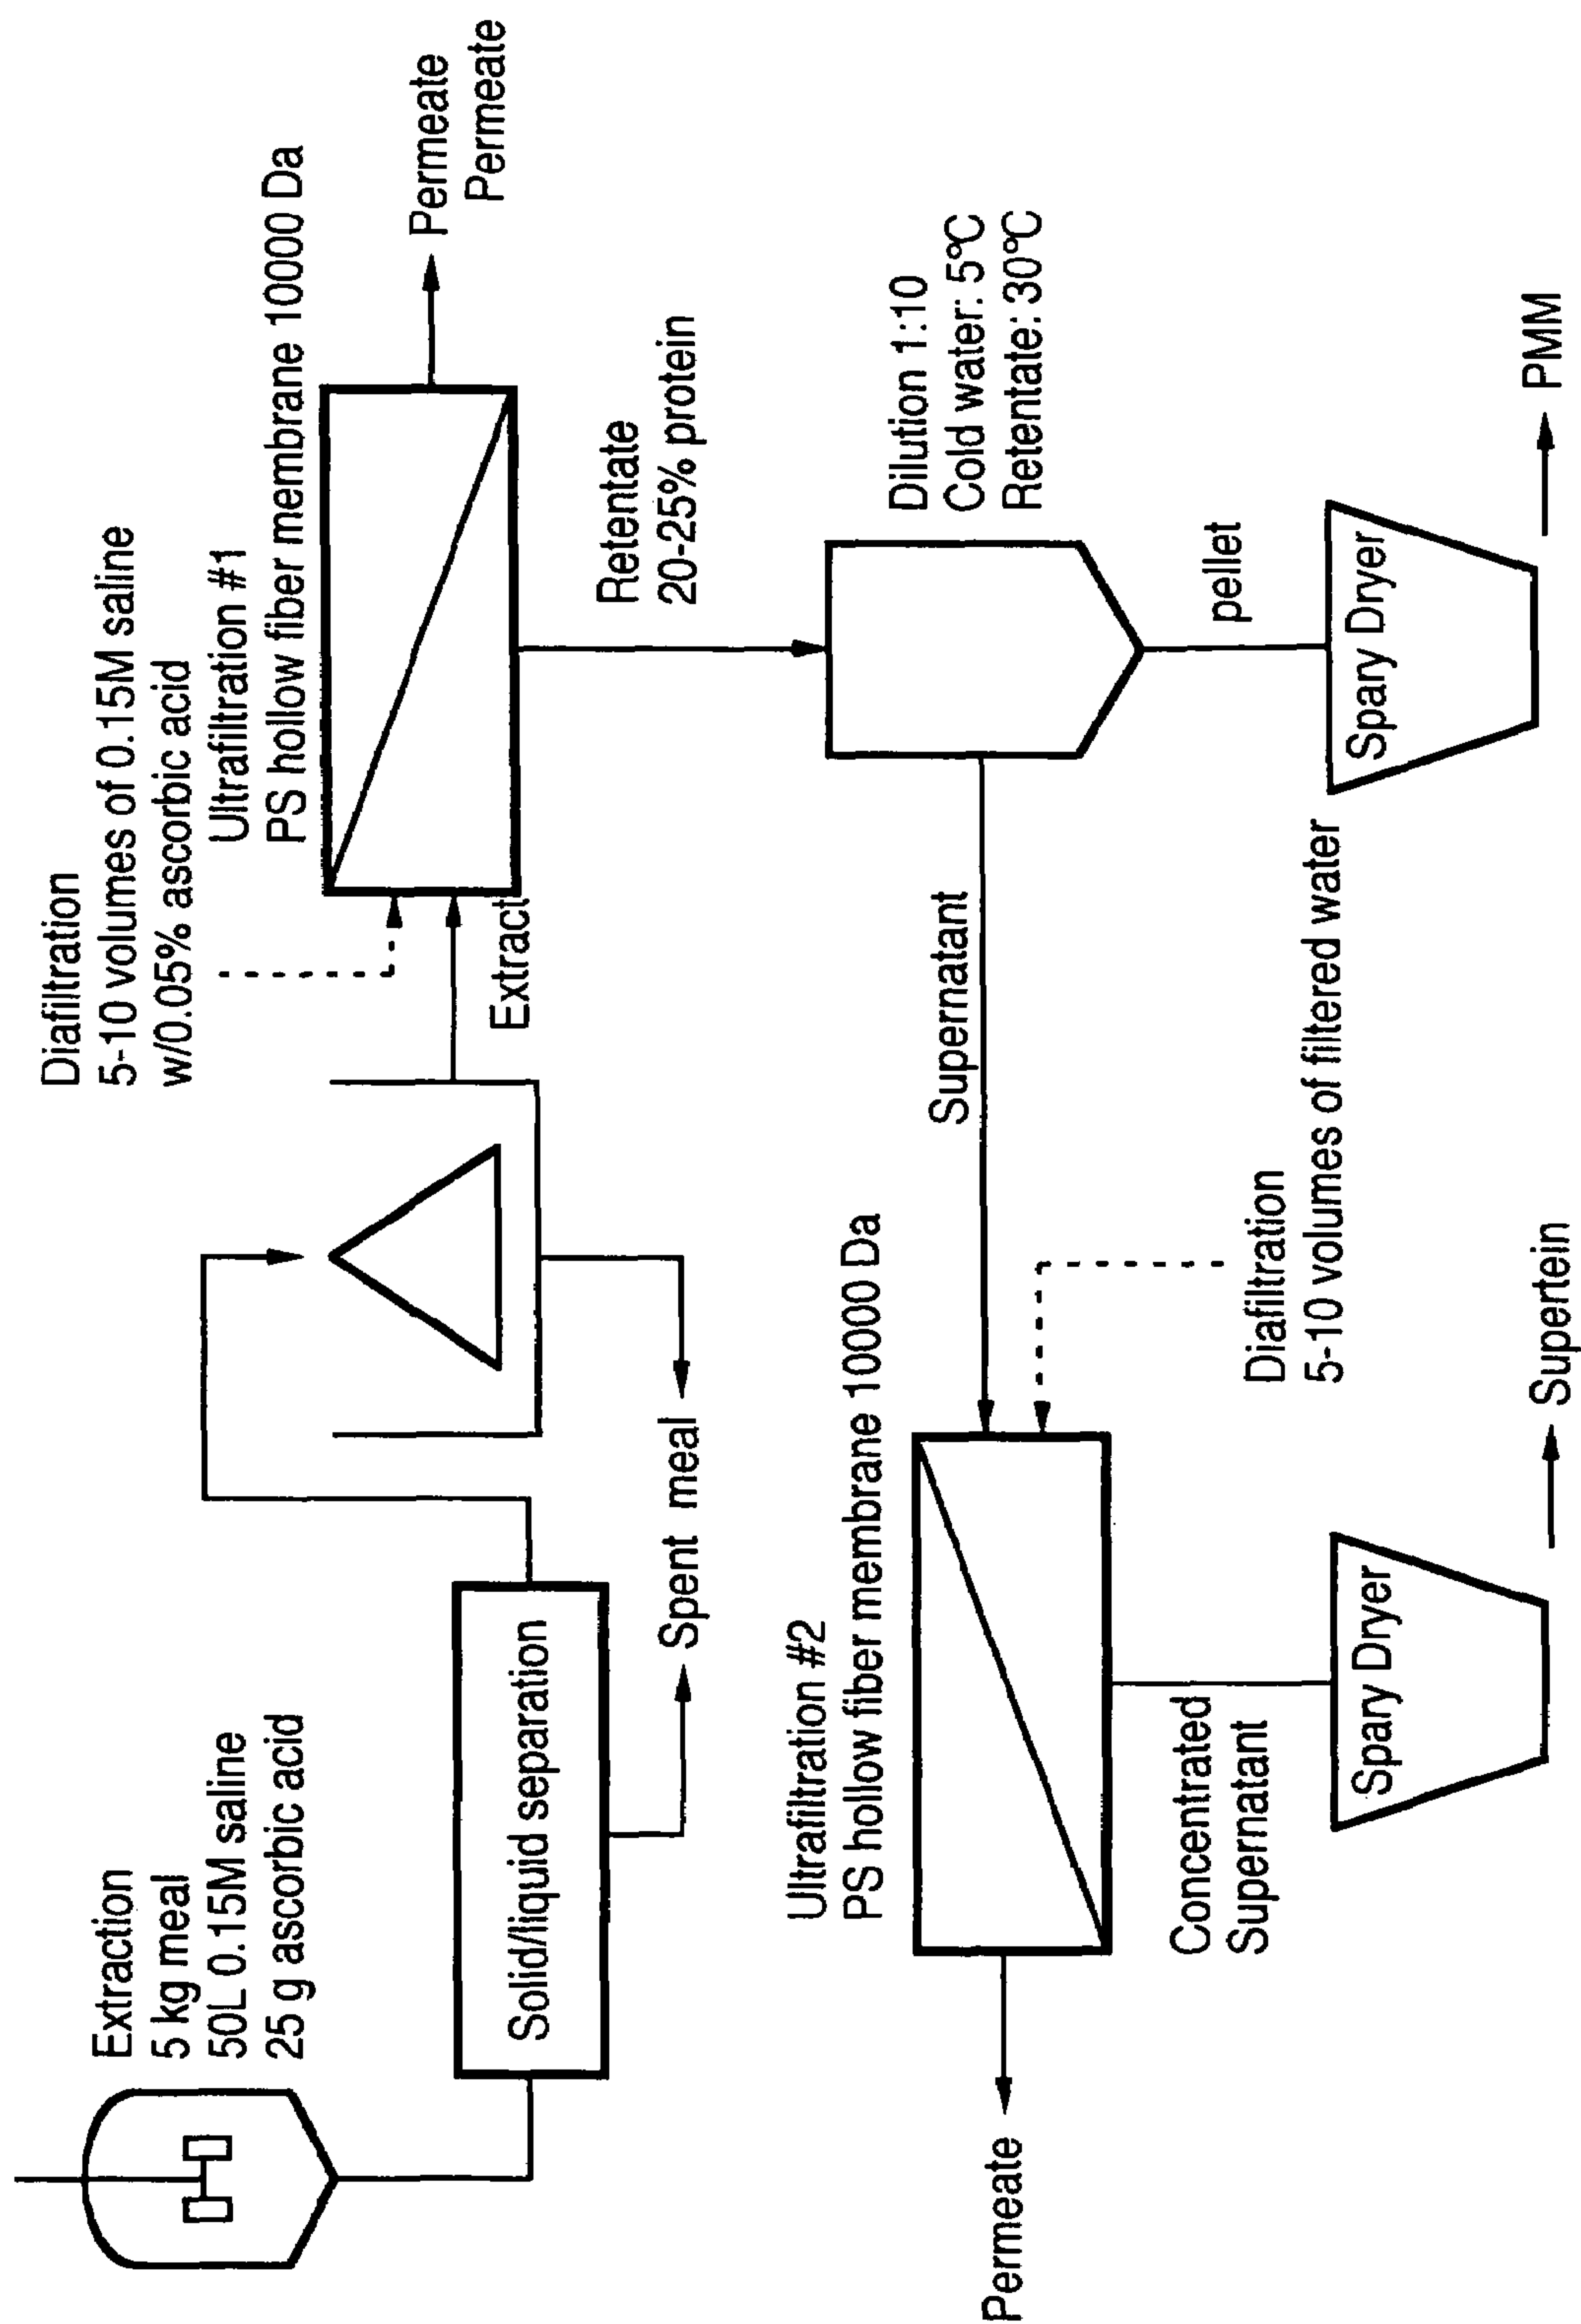 Extraction
5 kg meal
50L 0.15M saline
25 g ascorbic acid
Solid/liquid separation
Spent meal
Diafiltration
5-10 volumes of 0.15M saline
w/0.05% ascorbic acid
Extract
Ultrafiltration #1
PS hollow fiber membrane 10000 Da
Permeate
Permeate
Retentate
20-25% protein
Dilution 1:10
Cold water: 5°C
Retentate: 30°C
pellet
Spary Dryer
PMM
Supernatant
Ultrafiltration #2
PS hollow fiber membrane 10000 Da
Diafiltration
5-10 volumes of filtered water
Permeate
Concentrated
Supernatant
Spary Dryer
Supertein